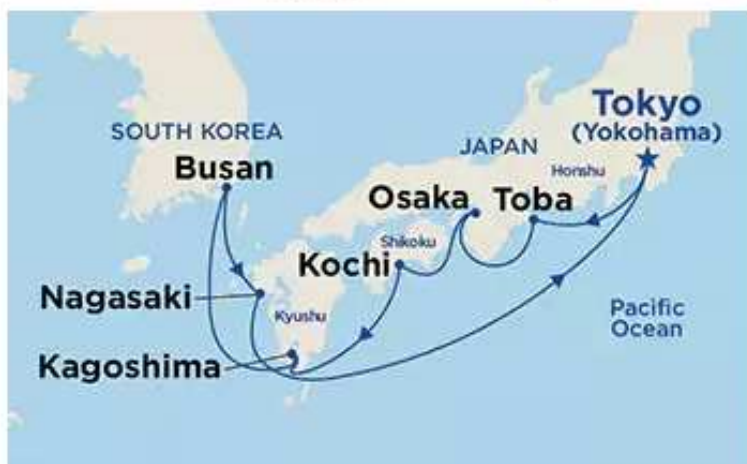 Tokyo
(Yokohama)
SOUTH KOREA
Busan
JAPAN
Honshu
Osaka
Toba
Shikoku
Kochi
Nagasaki
Kyushu
Pacific
Ocean
Kagoshima